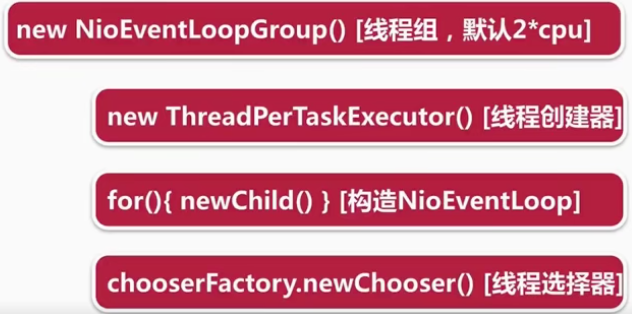 new NioEventLoopGroup() [线程组，默认2*cpu]
new ThreadPerTaskExecutor() [线程创建器]
for(){ newChild() } [构造NioEventLoop]
chooserFactory.newChooser() [线程选择器]